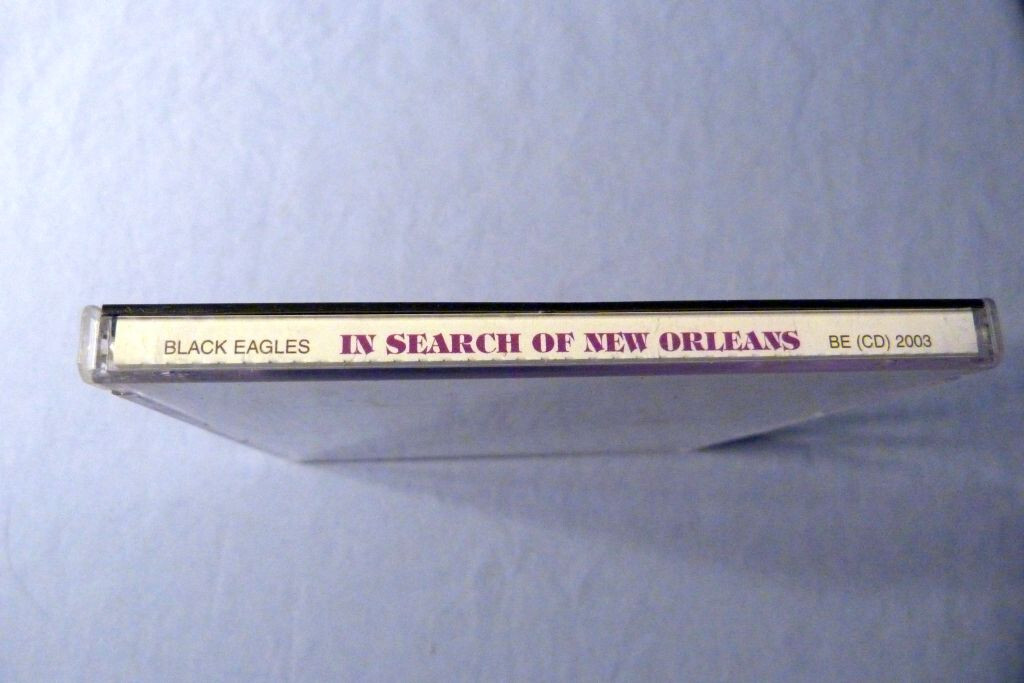 BLACK EAGLES IN SEARCH OF NEW ORLEANS BE (CD) 2003